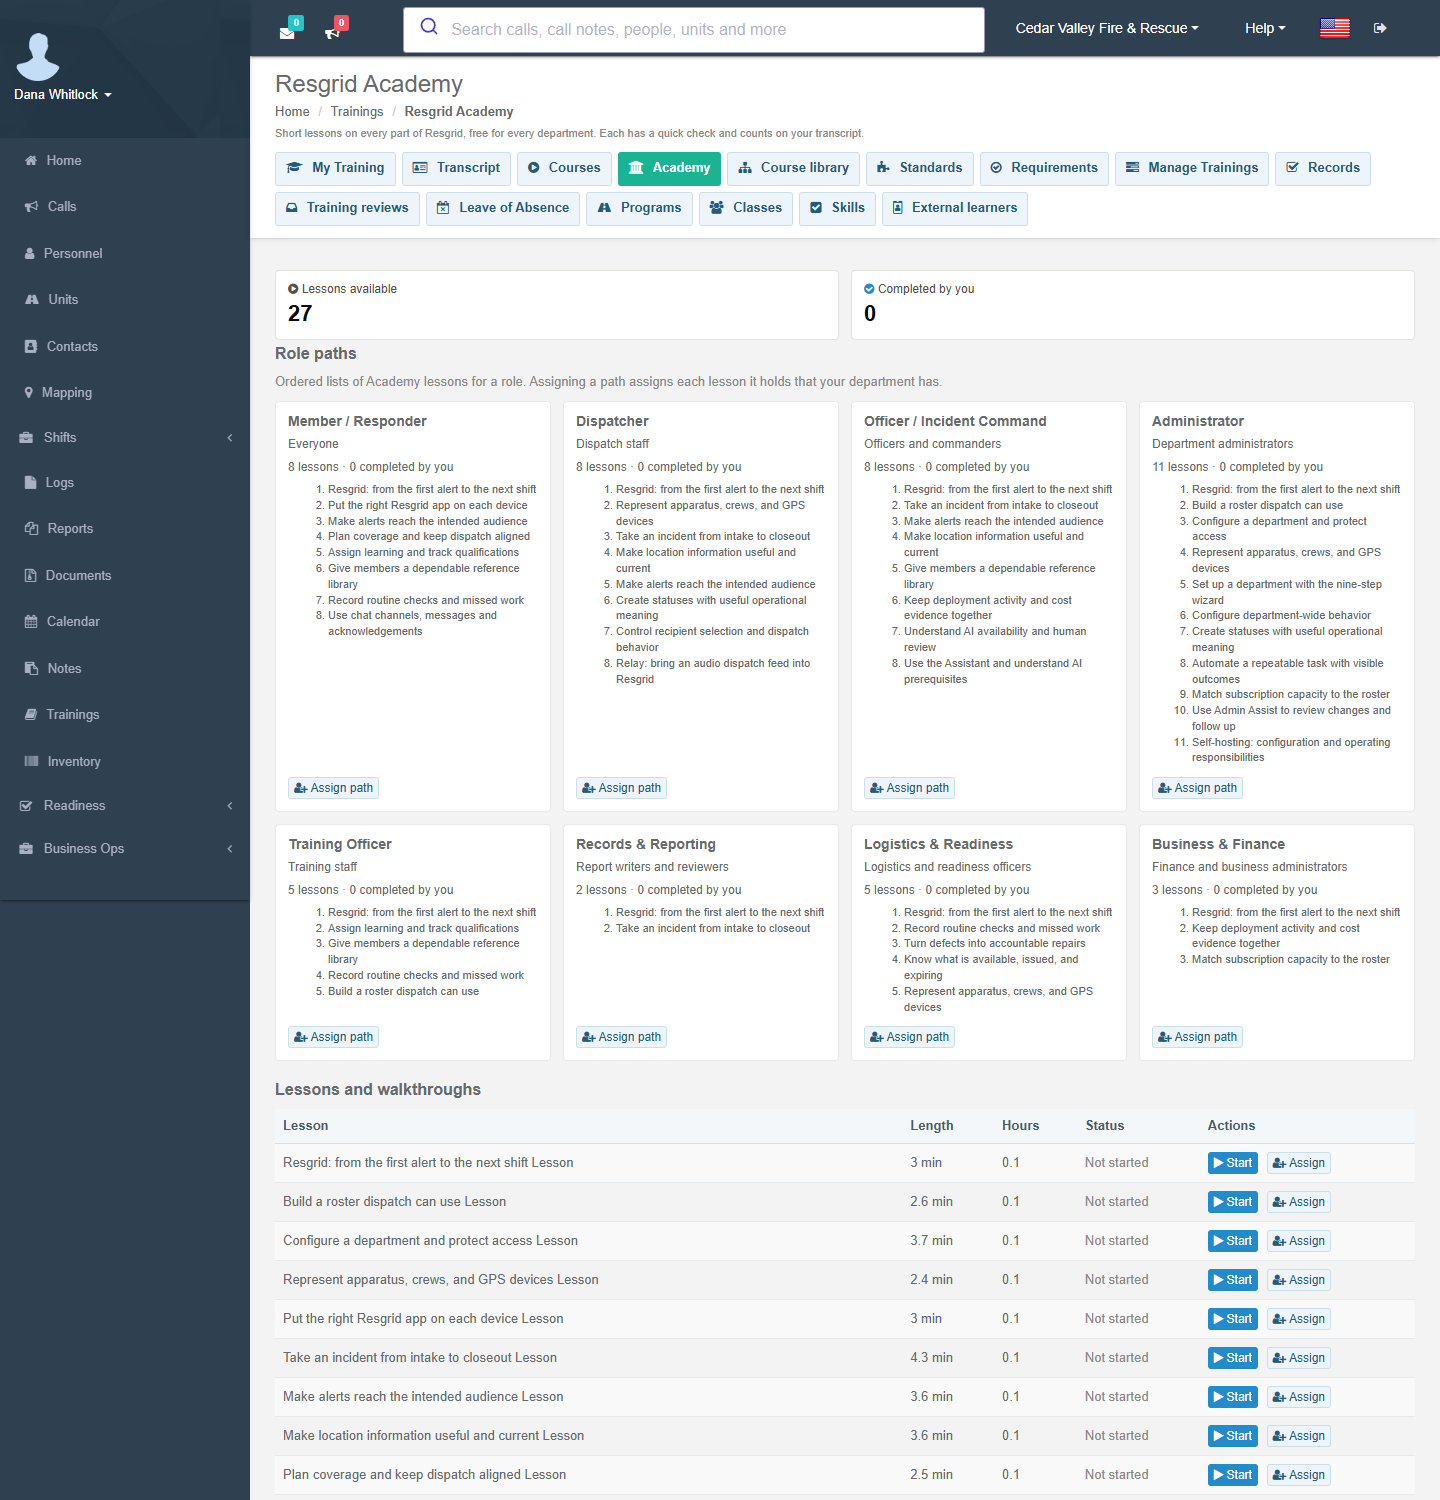 0
0
Search calls, call notes, people, units and more
Cedar Valley Fire & Rescue
Help
Dana Whitlock
Home
Calls
Personnel
Units
Contacts
Mapping
Shifts
Logs
Reports
Documents
Calendar
Notes
Trainings
Inventory
Readiness
Business Ops
Resgrid Academy
Home / Trainings / Resgrid Academy
Short lessons on every part of Resgrid, free for every department. Each has a quick check and counts on your transcript.
My Training
Transcript
Courses
Academy
Course library
Standards
Requirements
Manage Trainings
Records
Training reviews
Leave of Absence
Programs
Classes
Skills
External learners
Lessons available
27
Completed by you
0
Role paths
Ordered lists of Academy lessons for a role. Assigning a path assigns each lesson it holds that your department has.
Member / Responder
Everyone
8 lessons · 0 completed by you
1. Resgrid: from the first alert to the next shift
2. Put the right Resgrid app on each device
3. Make alerts reach the intended audience
4. Plan coverage and keep dispatch aligned
5. Assign learning and track qualifications
6. Give members a dependable reference
library
7. Record routine checks and missed work
8. Use chat channels, messages and
acknowledgements
Assign path
Dispatcher
Dispatch staff
8 lessons · 0 completed by you
1. Resgrid: from the first alert to the next shift
2. Represent apparatus, crews, and GPS
devices
3. Take an incident from intake to closeout
4. Make location information useful and
current
5. Make alerts reach the intended audience
6. Create statuses with useful operational
meaning
7. Control recipient selection and dispatch
behavior
8. Relay: bring an audio dispatch feed into
Resgrid
Assign path
Officer / Incident Command
Officers and commanders
8 lessons · 0 completed by you
1. Resgrid: from the first alert to the next shift
2. Take an incident from intake to closeout
3. Make alerts reach the intended audience
4. Make location information useful and
current
5. Give members a dependable reference
library
6. Keep deployment activity and cost
evidence together
7. Understand AI availability and human
review
8. Use the Assistant and understand AI
prerequisites
Assign path
Administrator
Department administrators
11 lessons · 0 completed by you
1. Resgrid: from the first alert to the next shift
2. Build a roster dispatch can use
3. Configure a department and protect
access
4. Represent apparatus, crews, and GPS
devices
5. Set up a department with the nine-step
wizard
6. Configure department-wide behavior
7. Create statuses with useful operational
meaning
8. Automate a repeatable task with visible
outcomes
9. Match subscription capacity to the roster
10. Use Admin Assist to review changes and
follow up
11. Self-hosting: configuration and operating
responsibilities
Assign path
Training Officer
Training staff
5 lessons · 0 completed by you
1. Resgrid: from the first alert to the next shift
2. Assign learning and track qualifications
3. Give members a dependable reference
library
4. Record routine checks and missed work
5. Build a roster dispatch can use
Assign path
Records & Reporting
Report writers and reviewers
2 lessons · 0 completed by you
1. Resgrid: from the first alert to the next shift
2. Take an incident from intake to closeout
Assign path
Logistics & Readiness
Logistics and readiness officers
5 lessons · 0 completed by you
1. Resgrid: from the first alert to the next shift
2. Record routine checks and missed work
3. Turn defects into accountable repairs
4. Know what is available, issued, and
expiring
5. Represent apparatus, crews, and GPS
devices
Assign path
Business & Finance
Finance and business administrators
3 lessons · 0 completed by you
1. Resgrid: from the first alert to the next shift
2. Keep deployment activity and cost
evidence together
3. Match subscription capacity to the roster
Assign path
Lessons and walkthroughs
Lesson Length Hours Status Actions
Resgrid: from the first alert to the next shift Lesson 3 min 0.1 Not started Start Assign
Build a roster dispatch can use Lesson 2.6 min 0.1 Not started Start Assign
Configure a department and protect access Lesson 3.7 min 0.1 Not started Start Assign
Represent apparatus, crews, and GPS devices Lesson 2.4 min 0.1 Not started Start Assign
Put the right Resgrid app on each device Lesson 3 min 0.1 Not started Start Assign
Take an incident from intake to closeout Lesson 4.3 min 0.1 Not started Start Assign
Make alerts reach the intended audience Lesson 3.6 min 0.1 Not started Start Assign
Make location information useful and current Lesson 3.6 min 0.1 Not started Start Assign
Plan coverage and keep dispatch aligned Lesson 2.5 min 0.1 Not started Start Assign